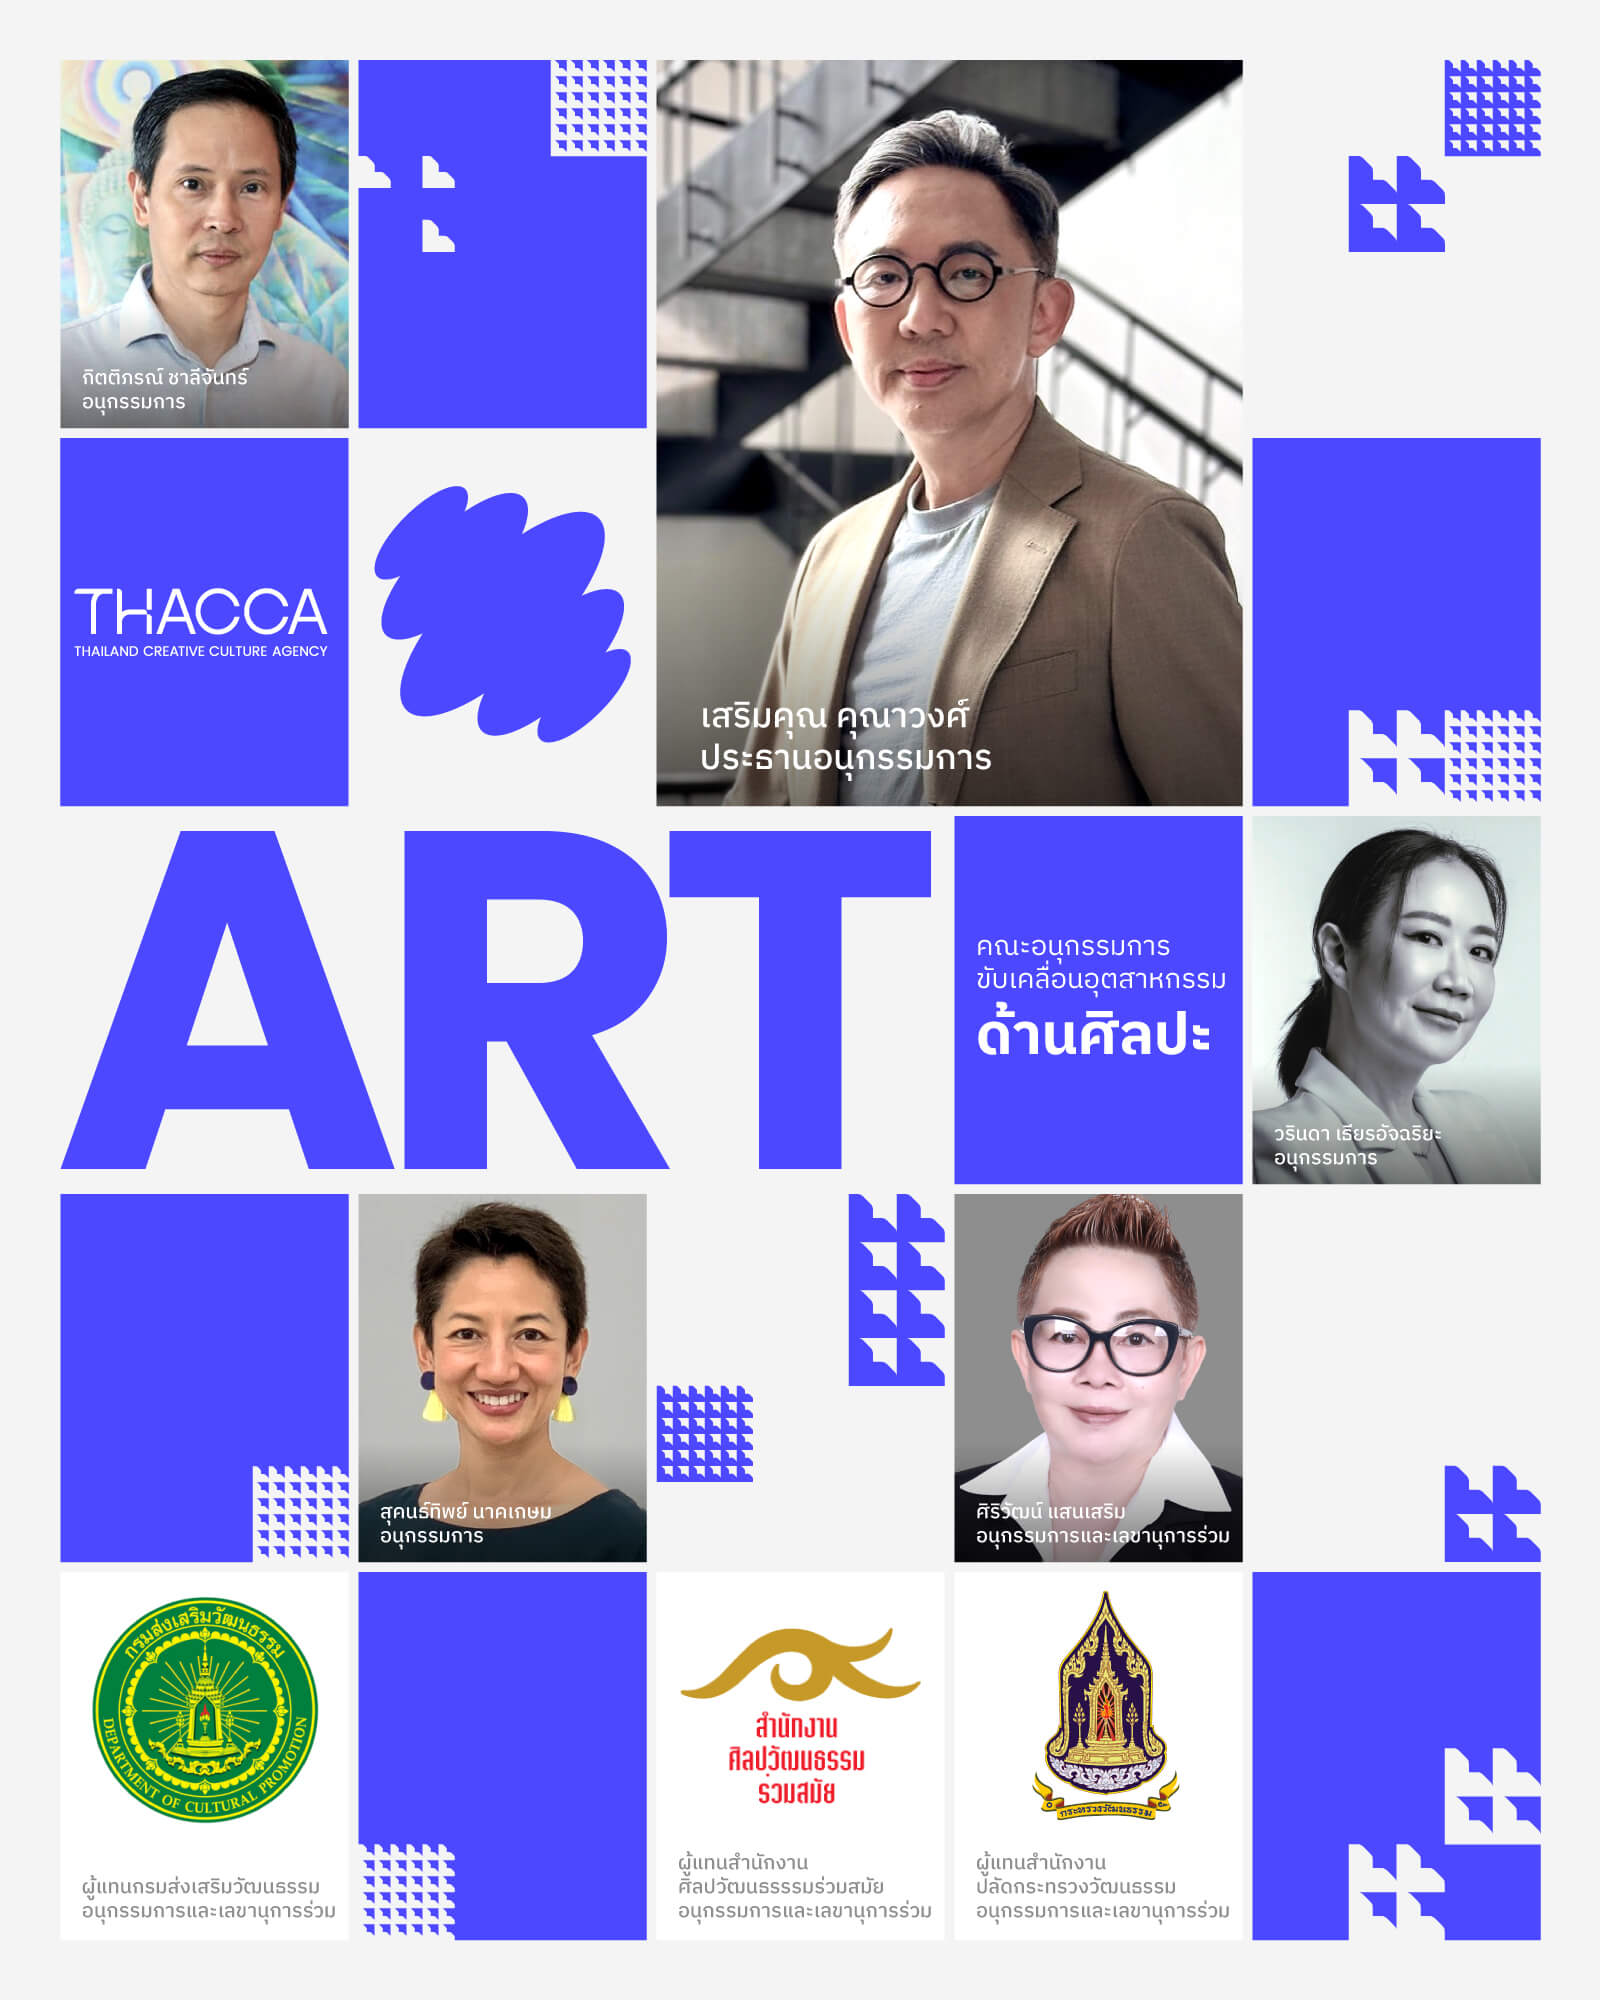 กิตติภรณ์ ชาลีจันทร์
อนุกรรมการ
THACCA
THAILAND CREATIVE CULTURE AGENCY
เสริมคุณ คุณาวงศ์
ประธานอนุกรรมการ
ART
คณะอนุกรรมการ
ขับเคลื่อนอุตสาหกรรม
ด้านศิลปะ
วรินดา เธียรอัจฉริยะ
อนุกรรมการ
สุคนธ์ทิพย์ นาคเกษม
อนุกรรมการ
ศิริวัฒน์ แสนเสริม
อนุกรรมการและเลขานุการร่วม
กรมส่งเสริมวัฒนธรรม
DEPARTMENT OF CULTURAL PROMOTION
ผู้แทนกรมส่งเสริมวัฒนธรรม
อนุกรรมการและเลขานุการร่วม
สำนักงาน
ศิลปวัฒนธรรม
ร่วมสมัย
ผู้แทนสำนักงาน
ศิลปวัฒนธรรรมร่วมสมัย
อนุกรรมการและเลขานุการร่วม
กระทรวงวัฒนธรรม
ผู้แทนสำนักงาน
ปลัดกระทรวงวัฒนธรรม
อนุกรรมการและเลขานุการร่วม